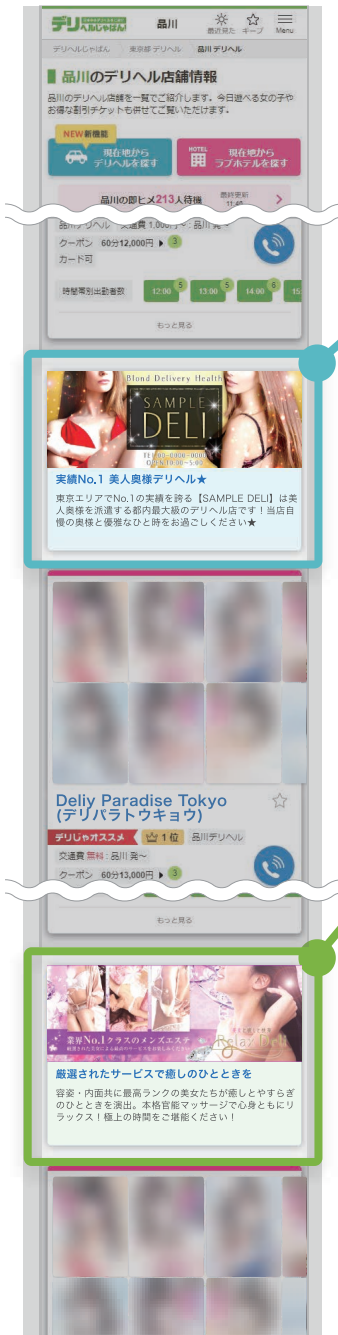 デリヘルじゃぱん!
品川
最近見た
キープ
Menu
デリヘルじゃぱん
東京都 デリヘル
品川 デリヘル
品川のデリヘル店舗情報
品川のデリヘル店舗を一覧でご紹介します。今日遊べる女の子や
お得な割引チケットも併せてご覧いただけます。
NEW新機能
現在地から
デリヘルを探す
HOTEL
現在地から
ラブホテルを探す
品川の即ヒメ213人待機
最終更新
品川デリヘル 交通費 1,000円～: 品川 発～
クーポン 60分12,000円 ▶ 3
カード可
時間帯別出勤者数
12:00 5
13:00 5
14:00 6
15
もっと見る
Blond Delivery Health
SAMPLE
DELI
TEL:00-0000-0000
実績No.1 美人奥様デリヘル★
東京エリアでNo.1の実績を誇る【SAMPLE DELI】は美
人奥様を派遣する都内最大級のデリヘル店です！当店自
慢の奥様と優雅なひと時をお過ごしください★
Deliy Paradise Tokyo
(デリパラトウキョウ)
デリじゃオススメ
1位
品川デリヘル
交通費 無料 : 品川 発～
クーポン 60分13,000円 ▶ 3
もっと見る
業界No.1クラスのメンズエステ
Relax Deli
厳選されたサービスで癒しのひとときを
容姿・内面共に最高ランクの美女たちが癒しとやすらぎ
のひとときを演出。本格官能マッサージで心身ともにリ
ラックス！極上の時間をご堪能ください！